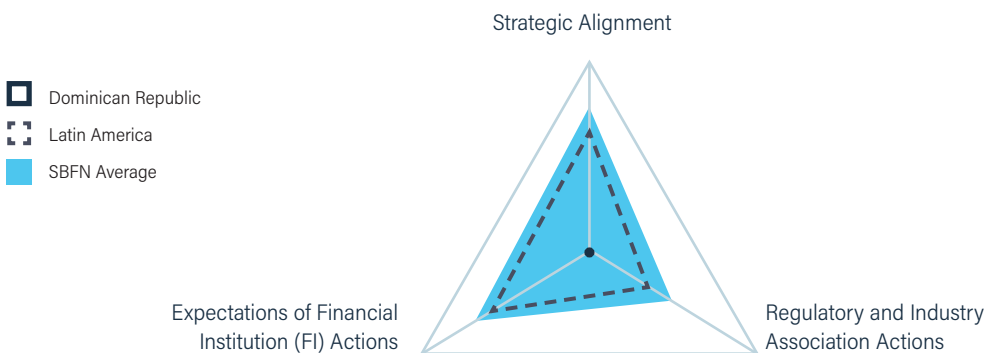 Strategic Alignment
Dominican Republic
Latin America
SBFN Average
Expectations of Financial
Institution (FI) Actions
Regulatory and Industry
Association Actions